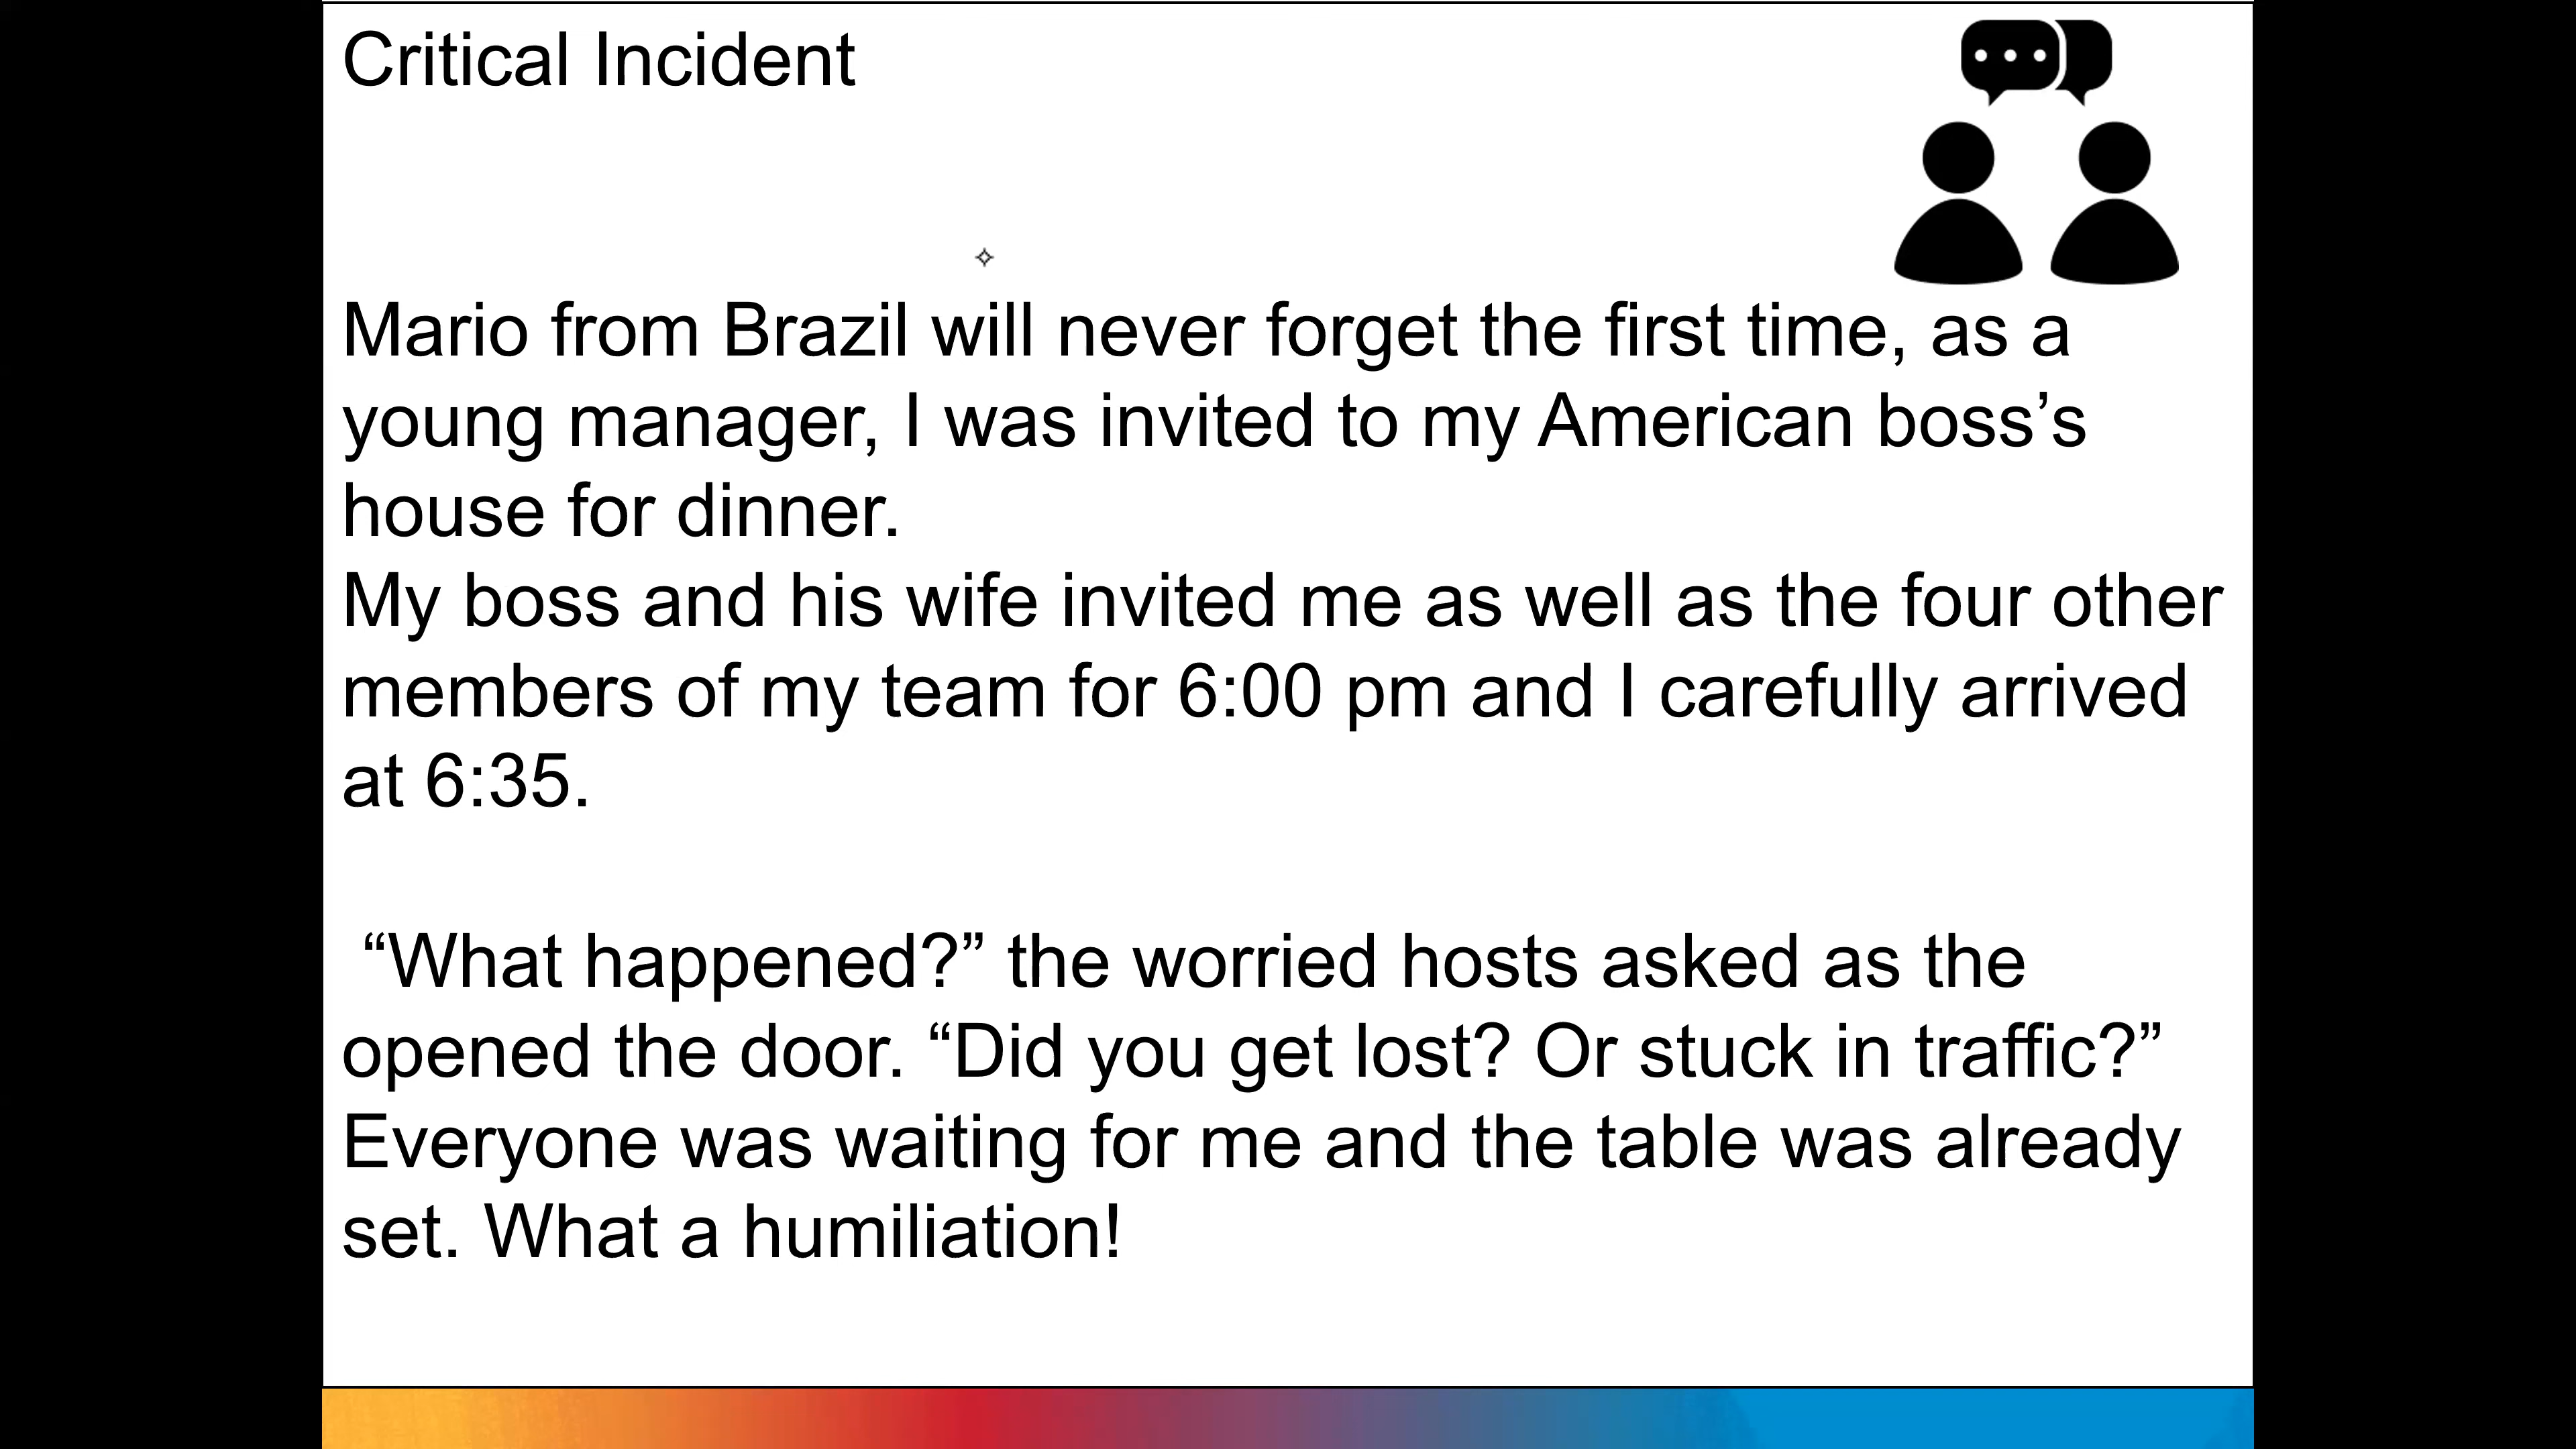 Critical Incident
Mario from Brazil will never forget the first time, as a
young manager, I was invited to my American boss’s
house for dinner.
My boss and his wife invited me as well as the four other
members of my team for 6:00 pm and I carefully arrived
at 6:35.
“What happened?” the worried hosts asked as the
opened the door. “Did you get lost? Or stuck in traffic?”
Everyone was waiting for me and the table was already
set. What a humiliation!